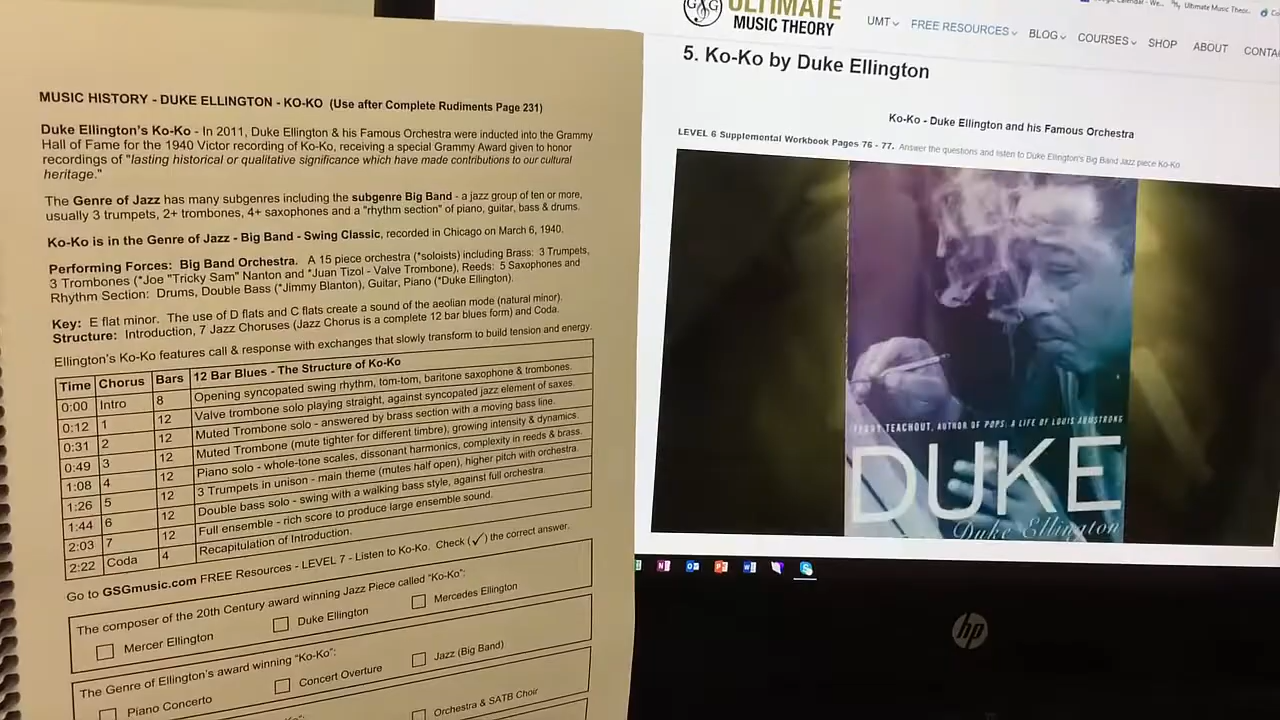 MUSIC HISTORY - DUKE ELLINGTON - KO-KO (Use after Complete Rudiments Page 231)
Duke Ellington's Ko-Ko - In 2011, Duke Ellington & his Famous Orchestra were inducted into the Grammy
Hall of Fame for the 1940 Victor recording of Ko-Ko, receiving a special Grammy Award given to honor
recordings of "lasting historical or qualitative significance which have made contributions to our cultural
heritage."
The Genre of Jazz has many subgenres including the subgenre Big Band - a jazz group of ten or more,
usually 3 trumpets, 2+ trombones, 4+ saxophones and a "rhythm section" of piano, guitar, bass & drums.
Ko-Ko is in the Genre of Jazz - Big Band - Swing Classic, recorded in Chicago on March 6, 1940.
Performing Forces: Big Band Orchestra. A 15 piece orchestra (*soloists) including Brass: 3 Trumpets,
3 Trombones (*Joe "Tricky Sam" Nanton and *Juan Tizol - Valve Trombone), Reeds: 5 Saxophones and
Rhythm Section: Drums, Double Bass (*Jimmy Blanton), Guitar, Piano (*Duke Ellington).
Key: E flat minor. The use of D flats and C flats create a sound of the aeolian mode (natural minor).
Structure: Introduction, 7 Jazz Choruses (Jazz Chorus is a complete 12 bar blues form) and Coda.
Ellington's Ko-Ko features call & response with exchanges that slowly transform to build tension and energy.
Time Chorus Bars 12 Bar Blues - The Structure of Ko-Ko
0:00 Intro 8 Opening syncopated swing rhythm, tom-tom, baritone saxophone & trombones.
0:12 1 12 Valve trombone solo playing straight, against syncopated jazz element of saxes.
0:31 2 12 Muted Trombone solo - answered by brass section with a moving bass line.
0:49 3 12 Muted Trombone (mute tighter for different timbre), growing intensity & dynamics.
1:08 4 12 Piano solo - whole-tone scales, dissonant harmonics, complexity in reeds & brass.
1:26 5 12 3 Trumpets in unison - main theme (mutes half open), higher pitch with orchestra.
1:44 6 12 Double bass solo - swing with a walking bass style, against full orchestra.
2:03 7 12 Full ensemble - rich score to produce large ensemble sound.
2:22 Coda 4 Recapitulation of Introduction.
Go to GSGmusic.com FREE Resources - LEVEL 7 - Listen to Ko-Ko. Check (✓) the correct answer.
The composer of the 20th Century award winning Jazz Piece called "Ko-Ko":
Mercer Ellington Duke Ellington Mercedes Ellington
The Genre of Ellington's award winning "Ko-Ko":
Piano Concerto Concert Overture Jazz (Big Band)
Orchestra & SATB Choir
Ultimate Music Theor...
ULTIMATE
MUSIC THEORY
UMT FREE RESOURCES BLOG COURSES SHOP ABOUT CONTA
5. Ko-Ko by Duke Ellington
Ko-Ko - Duke Ellington and his Famous Orchestra
LEVEL 6 Supplemental Workbook Pages 76 - 77. Answer the questions and listen to Duke Ellington's Big Band Jazz piece Ko-Ko
TERRY TEACHOUT, AUTHOR OF POPS: A LIFE OF LOUIS ARMSTRONG
DUKE
Duke Ellington
hp